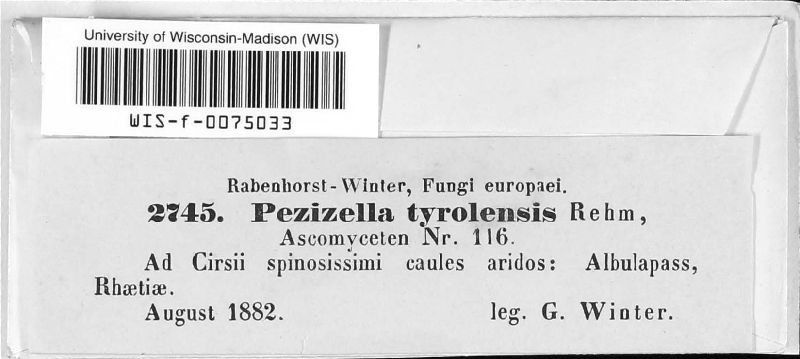 University of Wisconsin-Madison (WIS)
WIS-f-0075033
Rabenhorst-Winter, Fungi europaei.
2745. Pezizella tyrolensis Rehm,
Ascomyceten Nr. 116.
Ad Cirsii spinosissimi caules aridos: Albulapass,
Rhætiæ.
August 1882. leg. G. Winter.